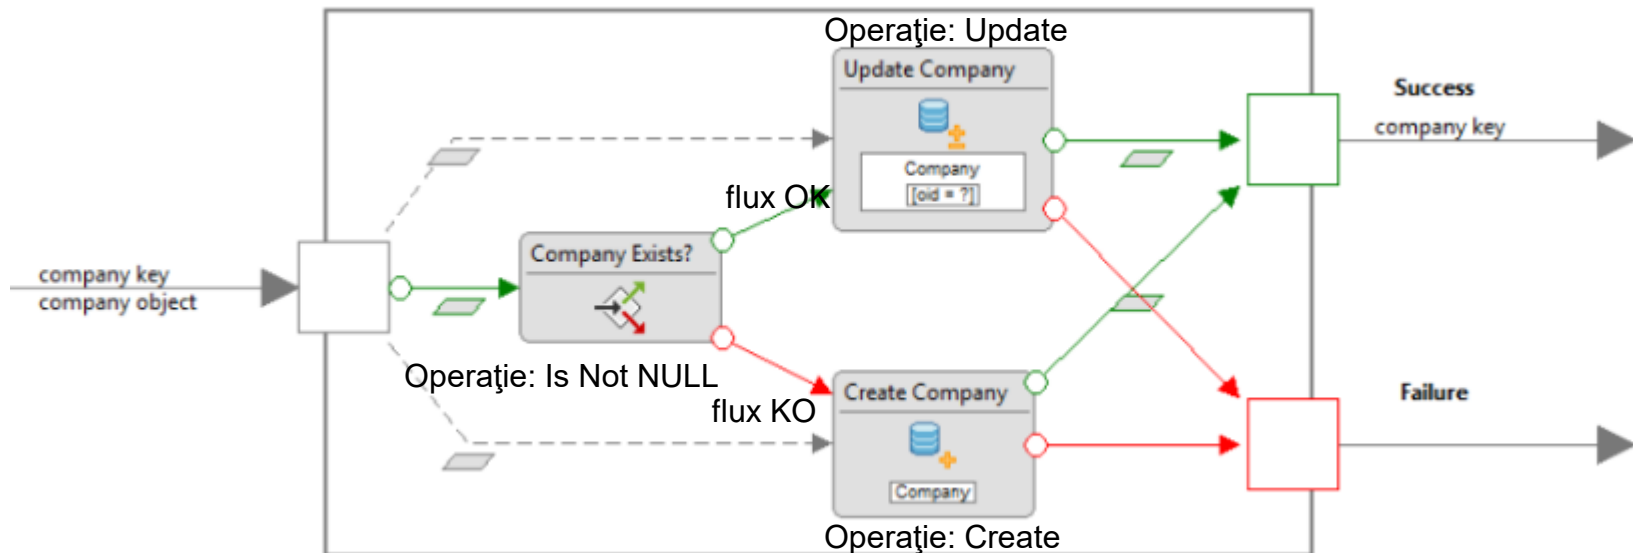 Operaţie: Update
Update Company
Company
[oid = ?]
Success
company key
flux OK
Company Exists?
company key
company object
Operaţie: Is Not NULL
flux KO
Create Company
Company
Operaţie: Create
Failure